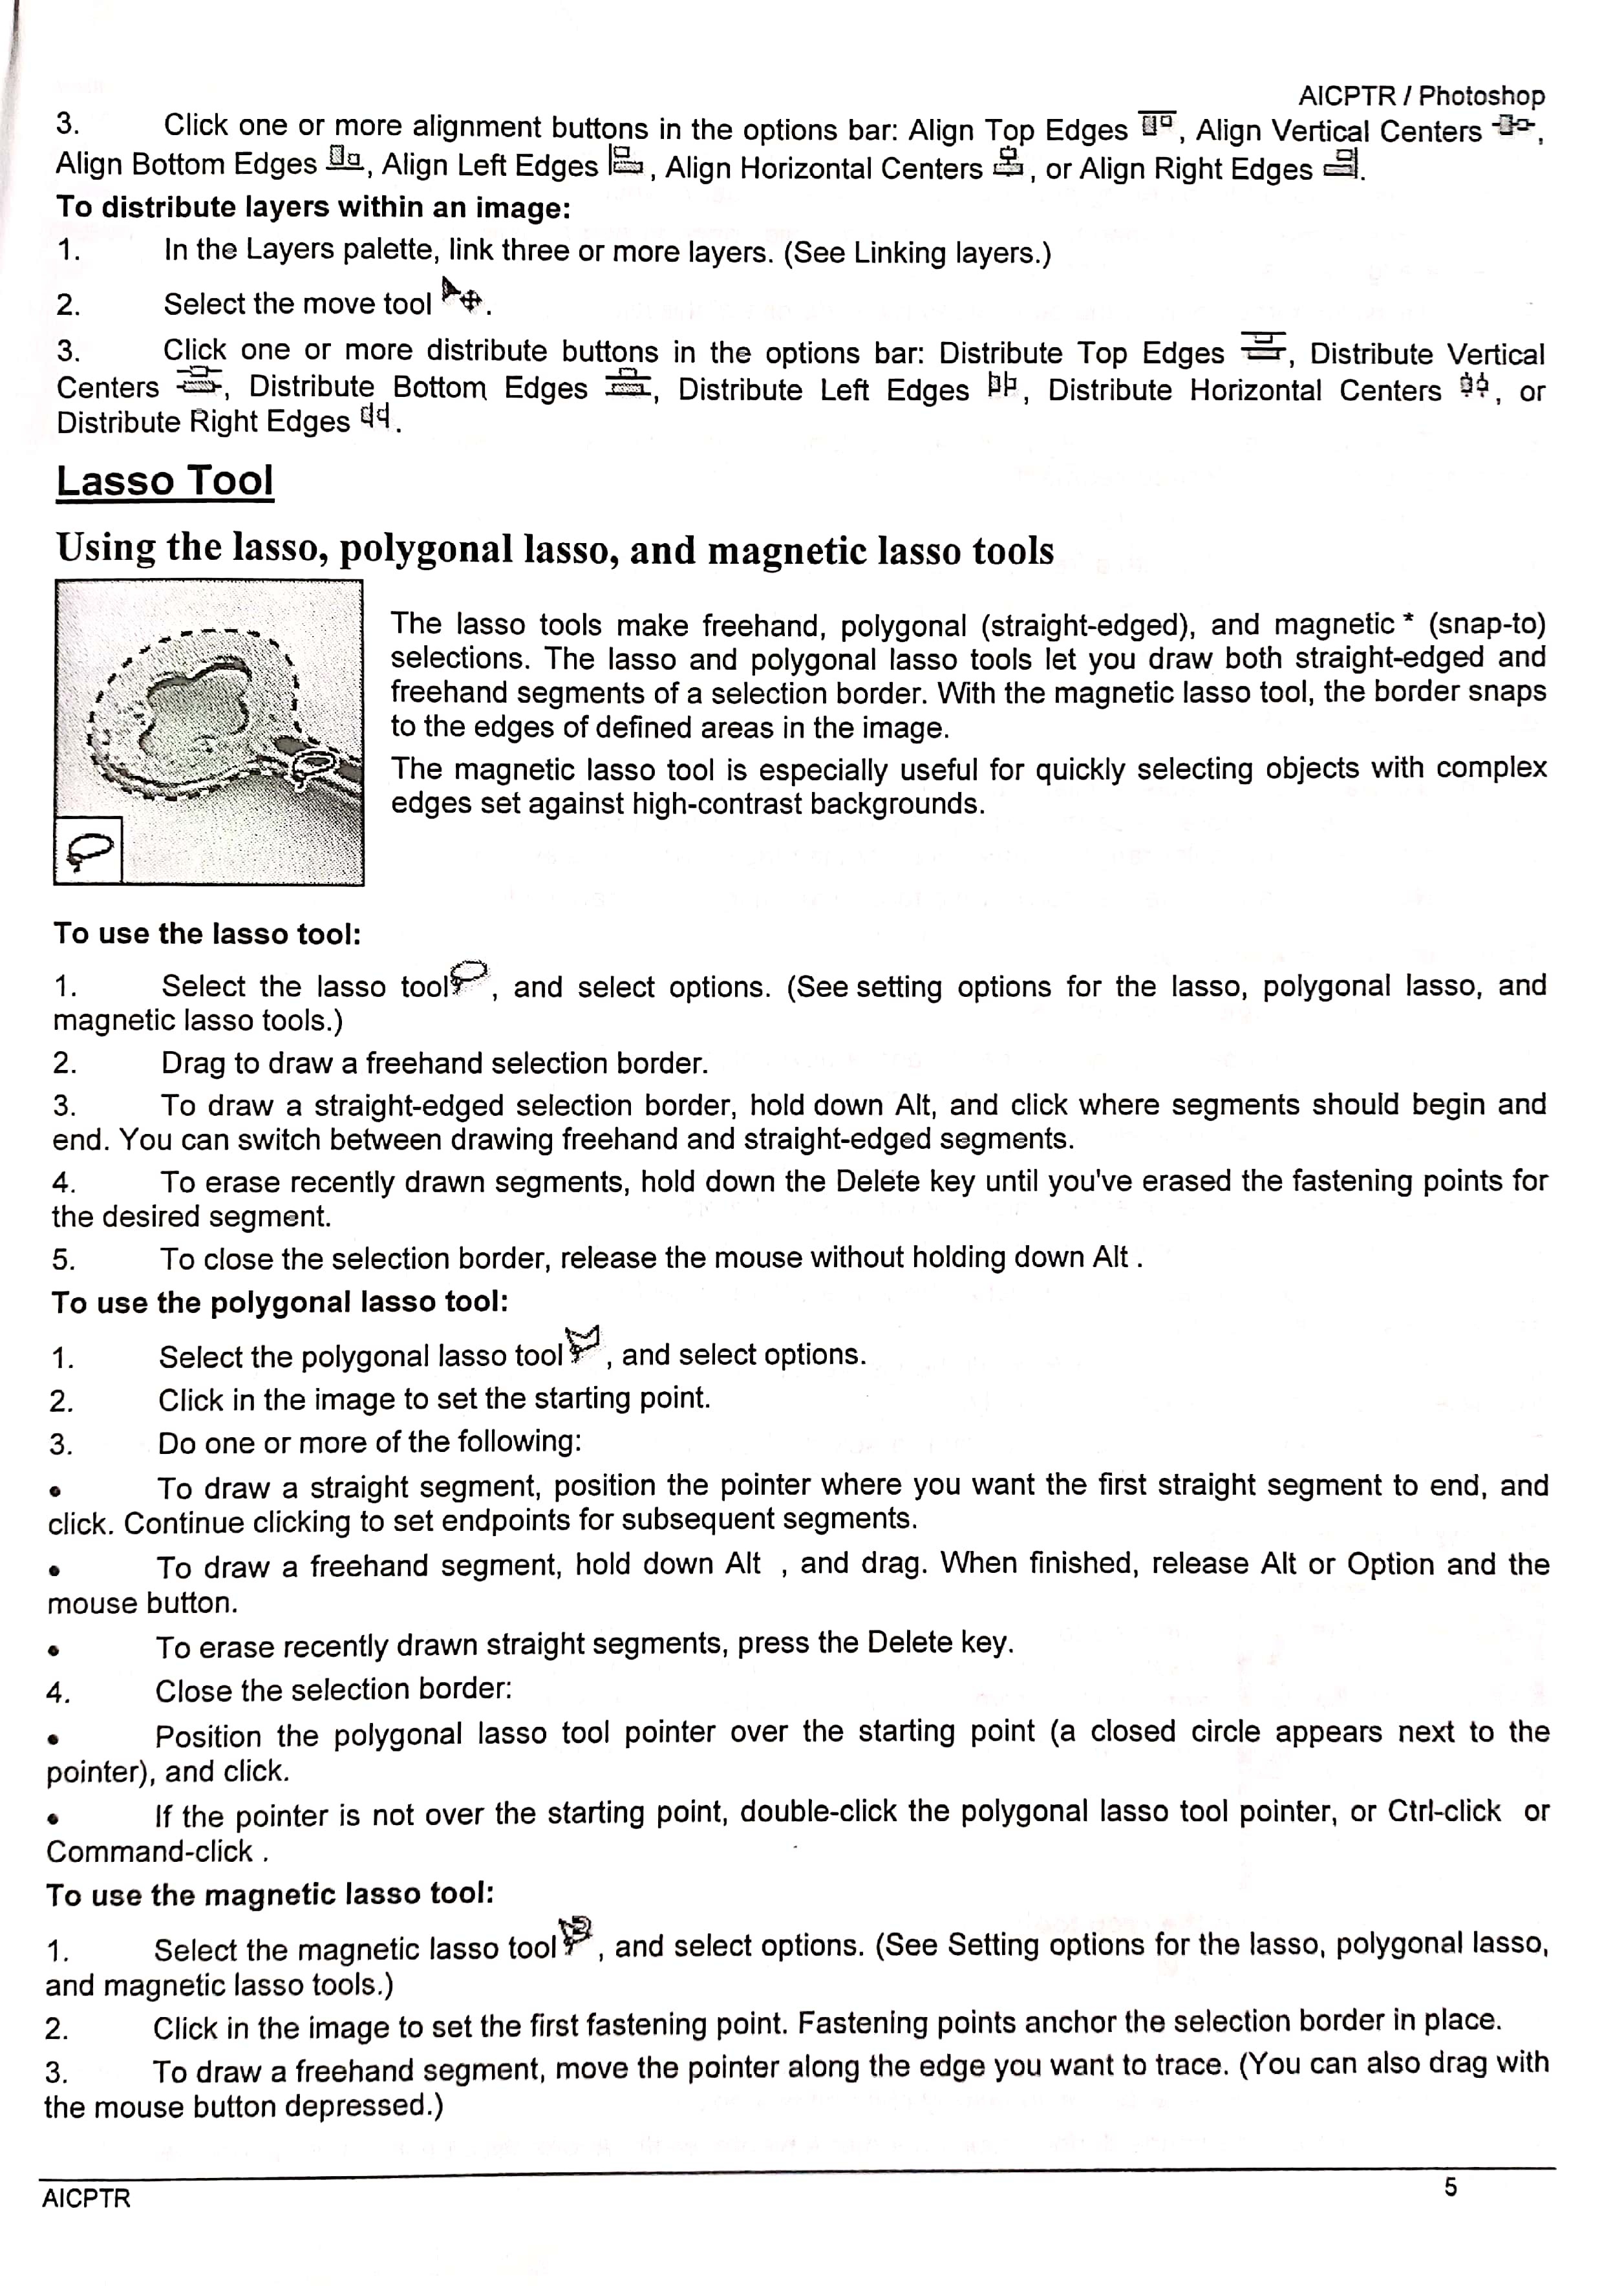 AICPTR / Photoshop
3. Click one or more alignment buttons in the options bar: Align Top Edges , Align Vertical Centers ,
Align Bottom Edges , Align Left Edges , Align Horizontal Centers , or Align Right Edges .
To distribute layers within an image:
1. In the Layers palette, link three or more layers. (See Linking layers.)
2. Select the move tool .
3. Click one or more distribute buttons in the options bar: Distribute Top Edges , Distribute Vertical
Centers , Distribute Bottom Edges , Distribute Left Edges , Distribute Horizontal Centers , or
Distribute Right Edges .
Lasso Tool
Using the lasso, polygonal lasso, and magnetic lasso tools
The lasso tools make freehand, polygonal (straight-edged), and magnetic * (snap-to)
selections. The lasso and polygonal lasso tools let you draw both straight-edged and
freehand segments of a selection border. With the magnetic lasso tool, the border snaps
to the edges of defined areas in the image.
The magnetic lasso tool is especially useful for quickly selecting objects with complex
edges set against high-contrast backgrounds.
To use the lasso tool:
1. Select the lasso tool , and select options. (See setting options for the lasso, polygonal lasso, and
magnetic lasso tools.)
2. Drag to draw a freehand selection border.
3. To draw a straight-edged selection border, hold down Alt, and click where segments should begin and
end. You can switch between drawing freehand and straight-edged segments.
4. To erase recently drawn segments, hold down the Delete key until you've erased the fastening points for
the desired segment.
5. To close the selection border, release the mouse without holding down Alt .
To use the polygonal lasso tool:
1. Select the polygonal lasso tool , and select options.
2. Click in the image to set the starting point.
3. Do one or more of the following:
• To draw a straight segment, position the pointer where you want the first straight segment to end, and
click. Continue clicking to set endpoints for subsequent segments.
• To draw a freehand segment, hold down Alt , and drag. When finished, release Alt or Option and the
mouse button.
• To erase recently drawn straight segments, press the Delete key.
4. Close the selection border:
• Position the polygonal lasso tool pointer over the starting point (a closed circle appears next to the
pointer), and click.
• If the pointer is not over the starting point, double-click the polygonal lasso tool pointer, or Ctrl-click or
Command-click .
To use the magnetic lasso tool:
1. Select the magnetic lasso tool , and select options. (See Setting options for the lasso, polygonal lasso,
and magnetic lasso tools.)
2. Click in the image to set the first fastening point. Fastening points anchor the selection border in place.
3. To draw a freehand segment, move the pointer along the edge you want to trace. (You can also drag with
the mouse button depressed.)
AICPTR 5